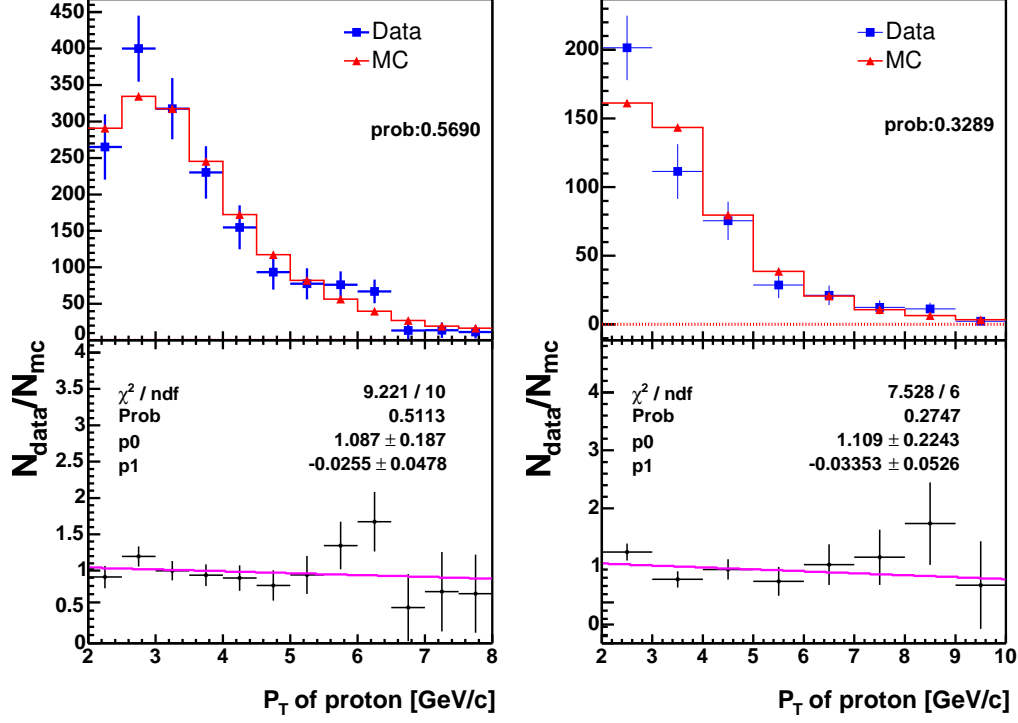 450
400
350
300
250
200
150
100
50
0
Data
MC
prob:0.5690
4
3.5
3
2.5
2
1.5
1
0.5
0
N_data/N_mc
χ² / ndf 9.221 / 10
Prob 0.5113
p0 1.087 ± 0.187
p1 -0.0255 ± 0.0478
2 3 4 5 6 7 8
P_T of proton [GeV/c]
200
150
100
50
0
Data
MC
prob:0.3289
4
3
2
1
0
N_data/N_mc
χ² / ndf 7.528 / 6
Prob 0.2747
p0 1.109 ± 0.2243
p1 -0.03353 ± 0.0526
2 3 4 5 6 7 8 9 10
P_T of proton [GeV/c]